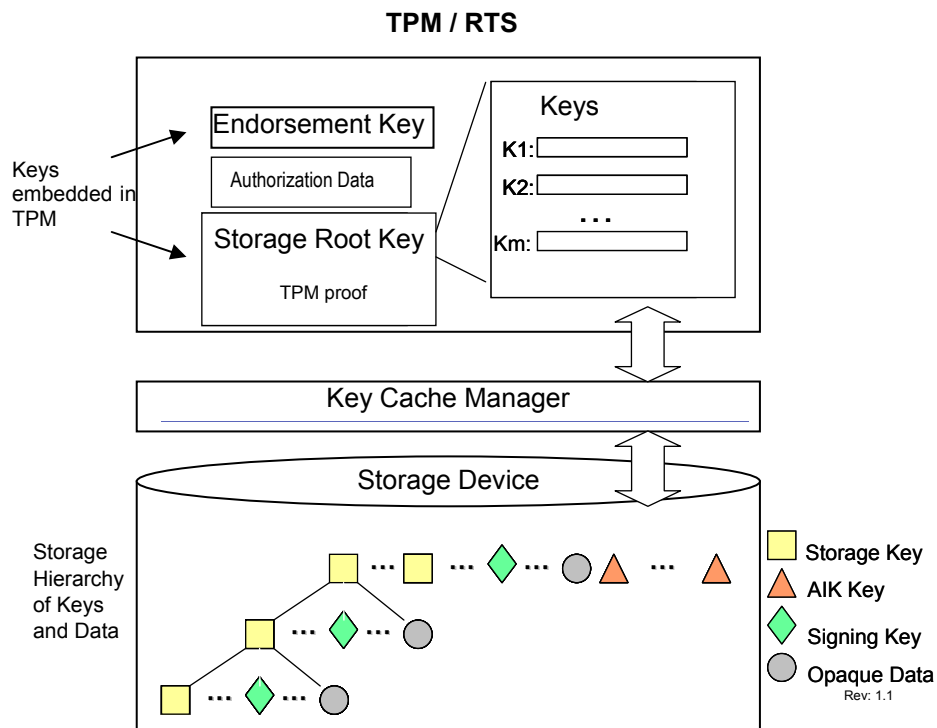 TPM / RTS
Endorsement Key
Authorization Data
Storage Root Key
TPM proof
Keys
K1:
K2:
...
Km:
Keys
embedded in
TPM
Key Cache Manager
Storage Device
Storage
Hierarchy
of Keys
and Data
... ... ... ...
... ...
... ...
Storage Key
AIK Key
Signing Key
Opaque Data
Rev: 1.1